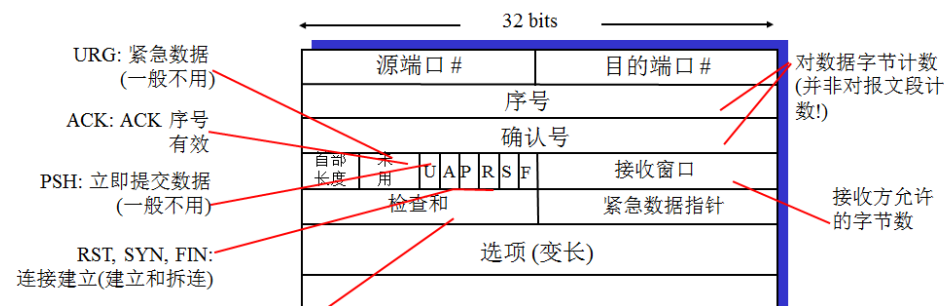 32 bits
URG: 紧急数据
(一般不用)
ACK: ACK 序号
有效
PSH: 立即提交数据
(一般不用)
RST, SYN, FIN:
连接建立(建立和拆连)
源端口 #
目的端口 #
序号
确认号
首部
长度
未
用
U A P R S F
接收窗口
检查和
紧急数据指针
选项 (变长)
对数据字节计数
(并非对报文段计
数!)
接收方允许
的字节数